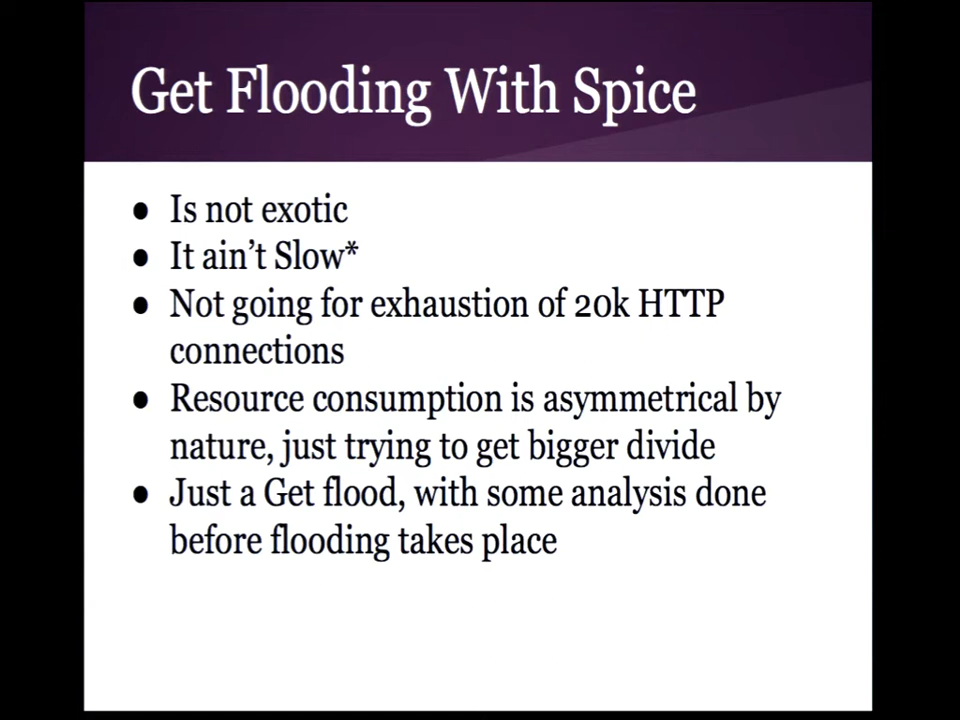 Get Flooding With Spice
● Is not exotic
● It ain’t Slow*
● Not going for exhaustion of 20k HTTP
connections
● Resource consumption is asymmetrical by
nature, just trying to get bigger divide
● Just a Get flood, with some analysis done
before flooding takes place